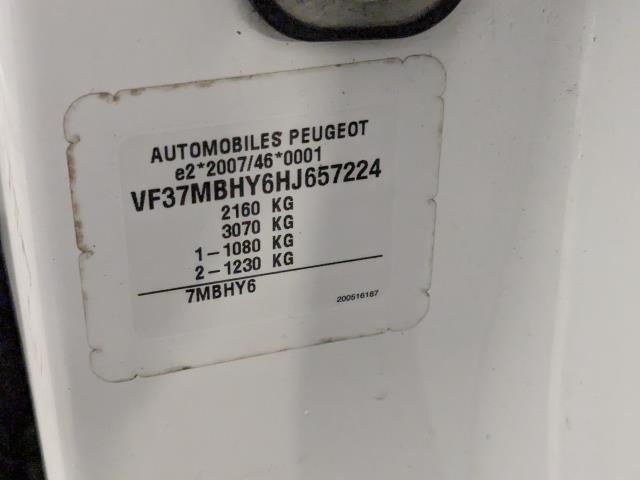 AUTOMOBILES PEUGEOT
e2*2007/46*0001
VF37MBHY6HJ657224
2160 KG
3070 KG
1-1080 KG
2-1230 KG
7MBHY6
200516187